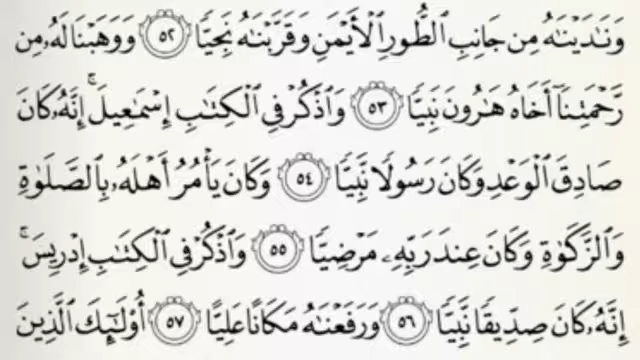 وَنَـٰدَيْنَـٰهُ مِن جَانِبِ ٱلطُّورِ ٱلْأَيْمَنِ وَقَرَّبْنَـٰهُ نَجِيًّا ٥٢ وَوَهَبْنَا لَهُۥ مِن
رَّحْمَتِنَآ أَخَاهُ هَـٰرُونَ نَبِيًّا ٥٣ وَٱذْكُرْ فِى ٱلْكِتَـٰبِ إِسْمَـٰعِيلَ ۚ إِنَّهُۥ كَانَ
صَادِقَ ٱلْوَعْدِ وَكَانَ رَسُولًا نَّبِيًّا ٥٤ وَكَانَ يَأْمُرُ أَهْلَهُۥ بِٱلصَّلَوٰةِ
وَٱلزَّكَوٰةِ وَكَانَ عِندَ رَبِّهِۦ مَرْضِيًّا ٥٥ وَٱذْكُرْ فِى ٱلْكِتَـٰبِ إِدْرِيسَ ۚ
إِنَّهُۥ كَانَ صِدِّيقًا نَّبِيًّا ٥٦ وَرَفَعْنَـٰهُ مَكَانًا عَلِيًّا ٥٧ أُو۟لَـٰٓئِكَ ٱلَّذِينَ